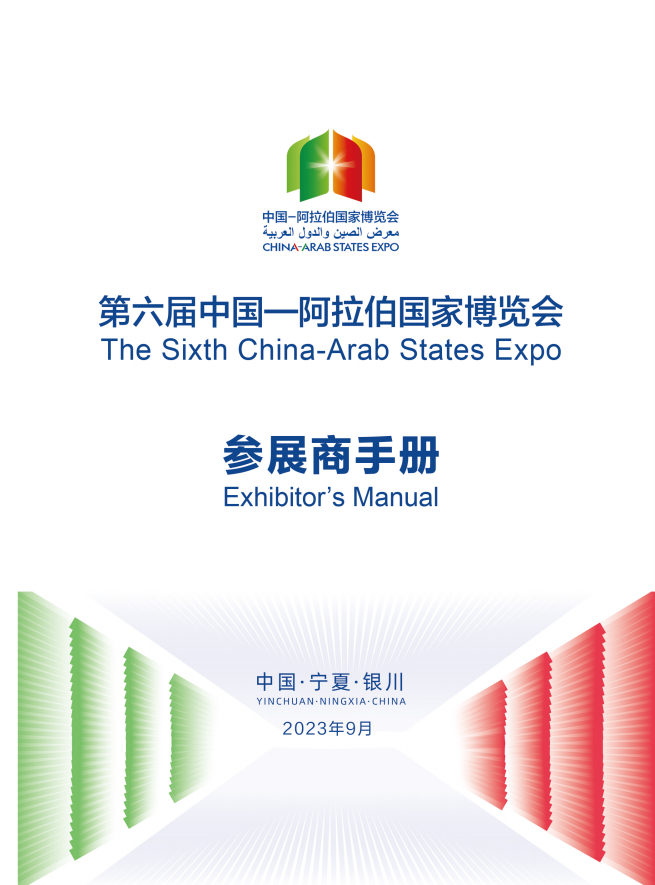 中国-阿拉伯国家博览会
معرض الصين والدول العربية
CHINA-ARAB STATES EXPO
第六届中国—阿拉伯国家博览会
The Sixth China-Arab States Expo
参展商手册
Exhibitor’s Manual
中国·宁夏·银川
YINCHUAN·NINGXIA·CHINA
2023年9月